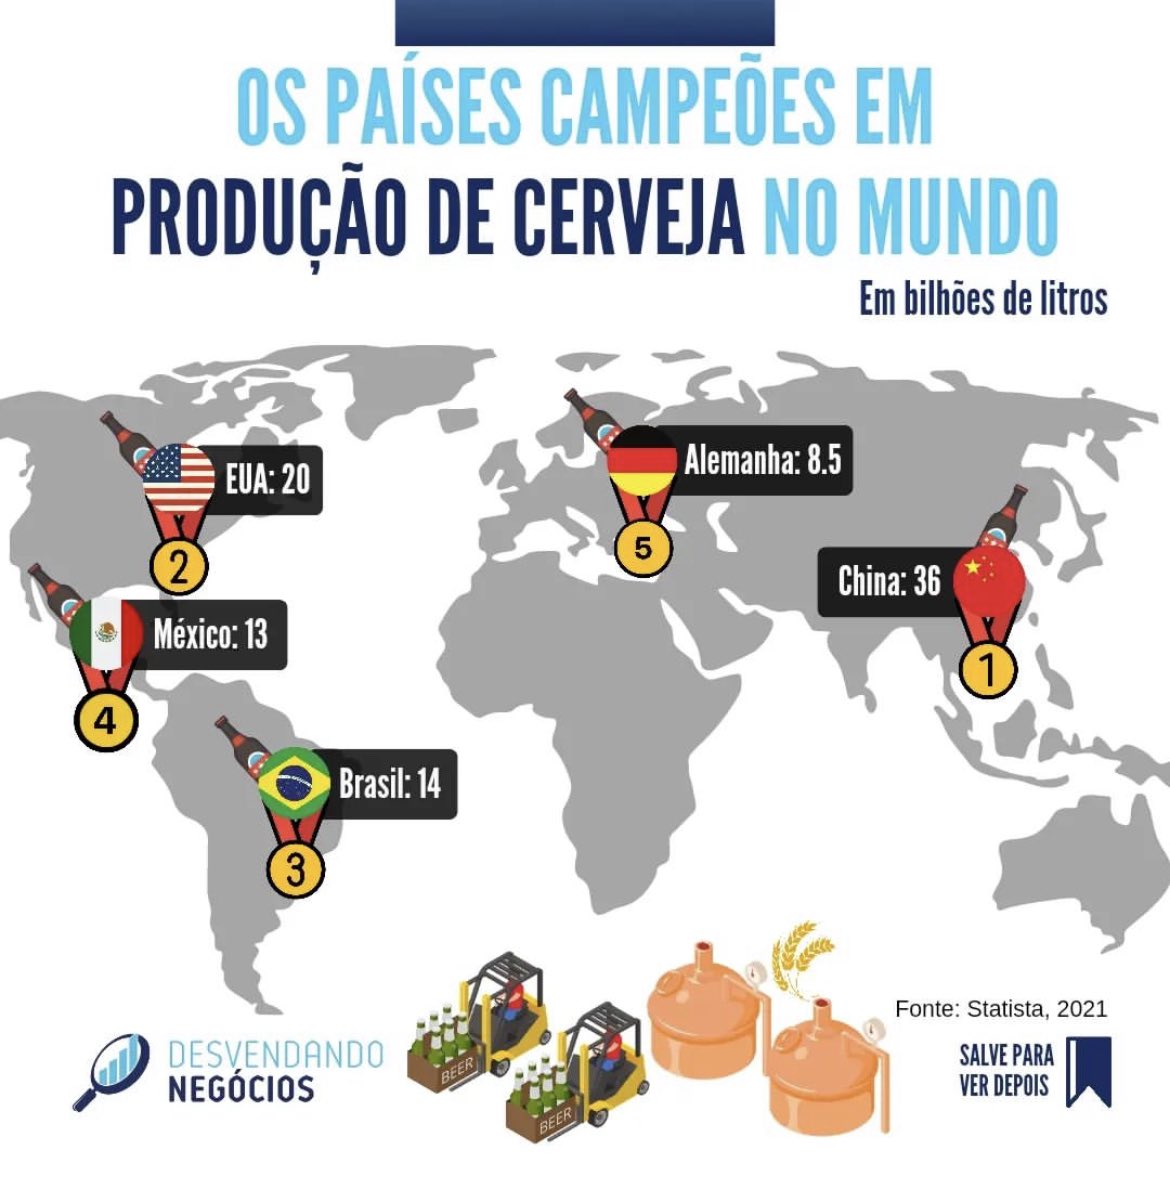 OS PAÍSES CAMPEÕES EM
PRODUÇÃO DE CERVEJA NO MUNDO
Em bilhões de litros
EUA: 20
2
Alemanha: 8.5
5
China: 36
1
México: 13
4
Brasil: 14
3
BEER
BEER
Fonte: Statista, 2021
DESVENDANDO
NEGÓCIOS
SALVE PARA
VER DEPOIS